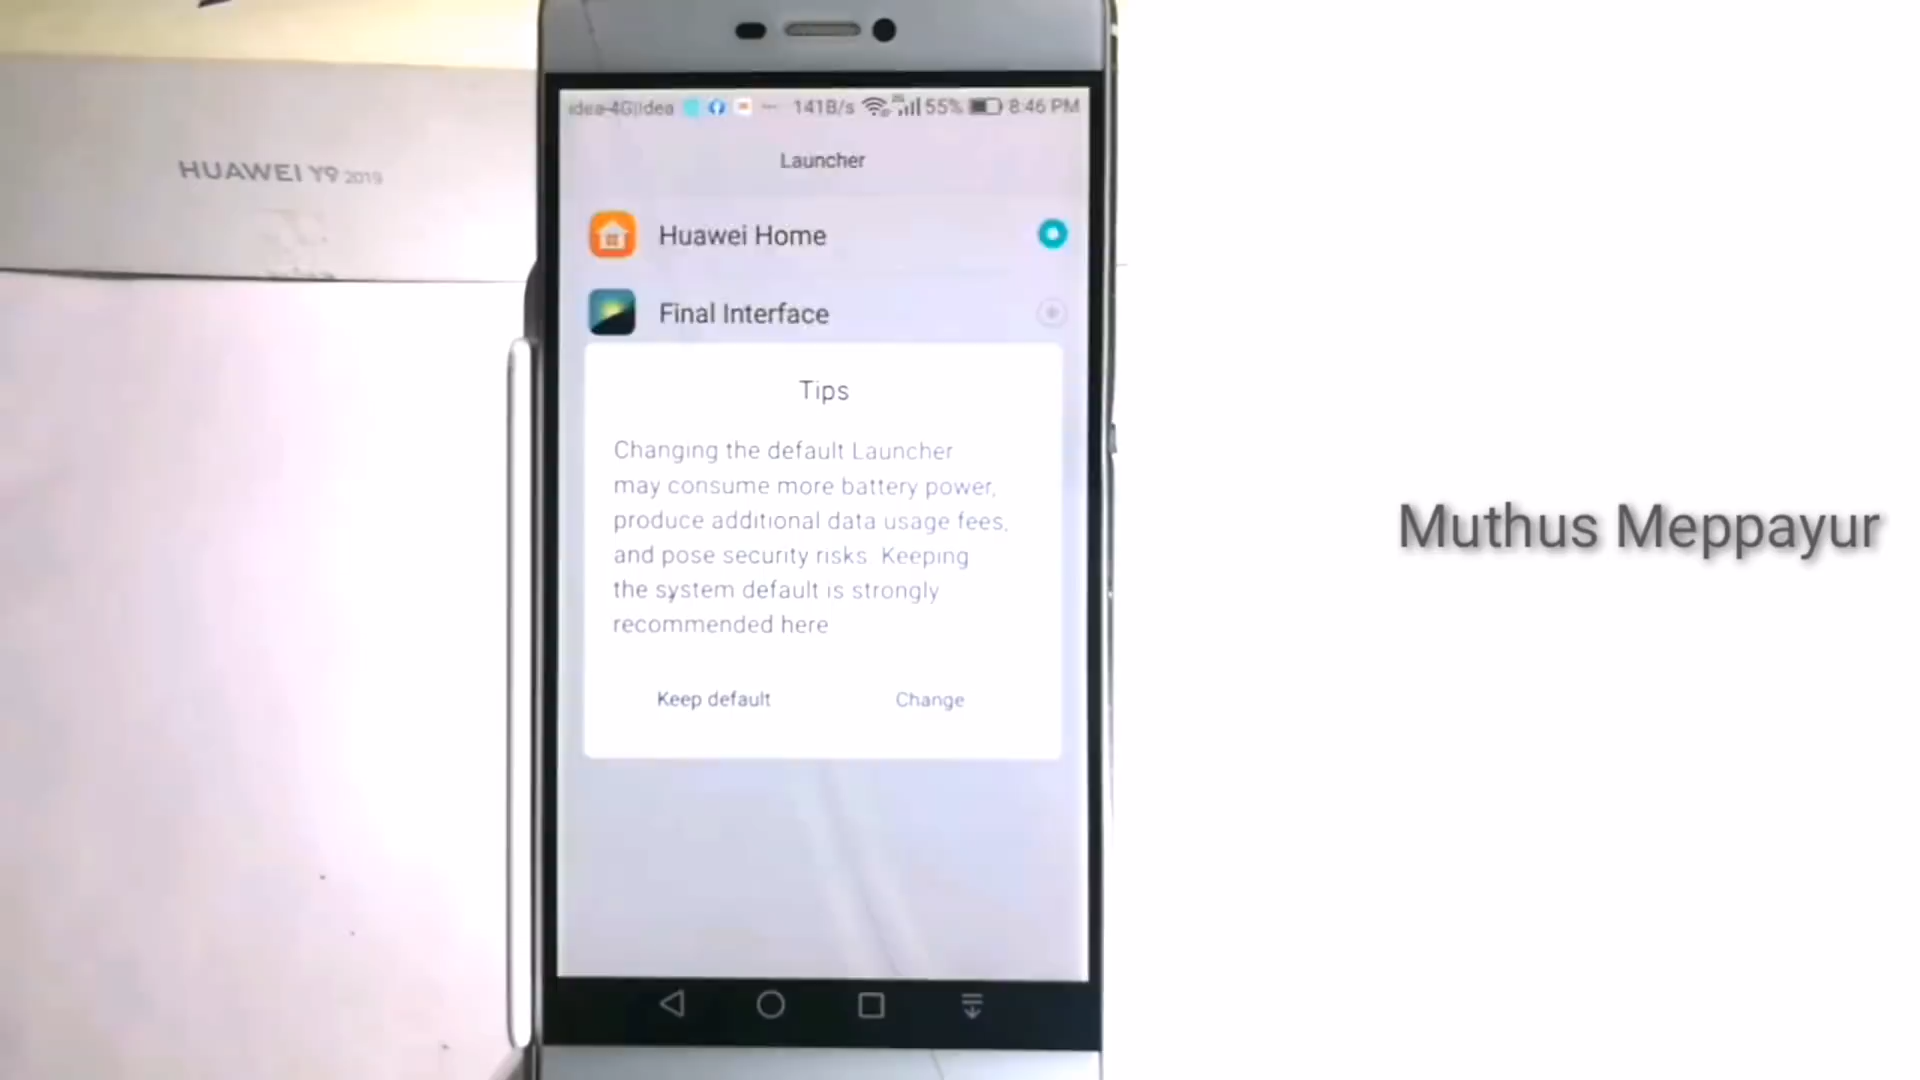 HUAWEI Y9 2019
idea-4G|Idea 141B/s 55% 8:46 PM
Launcher
Huawei Home
Final Interface
Tips
Changing the default Launcher
may consume more battery power,
produce additional data usage fees,
and pose security risks. Keeping
the system default is strongly
recommended here
Keep default Change
Muthus Meppayur